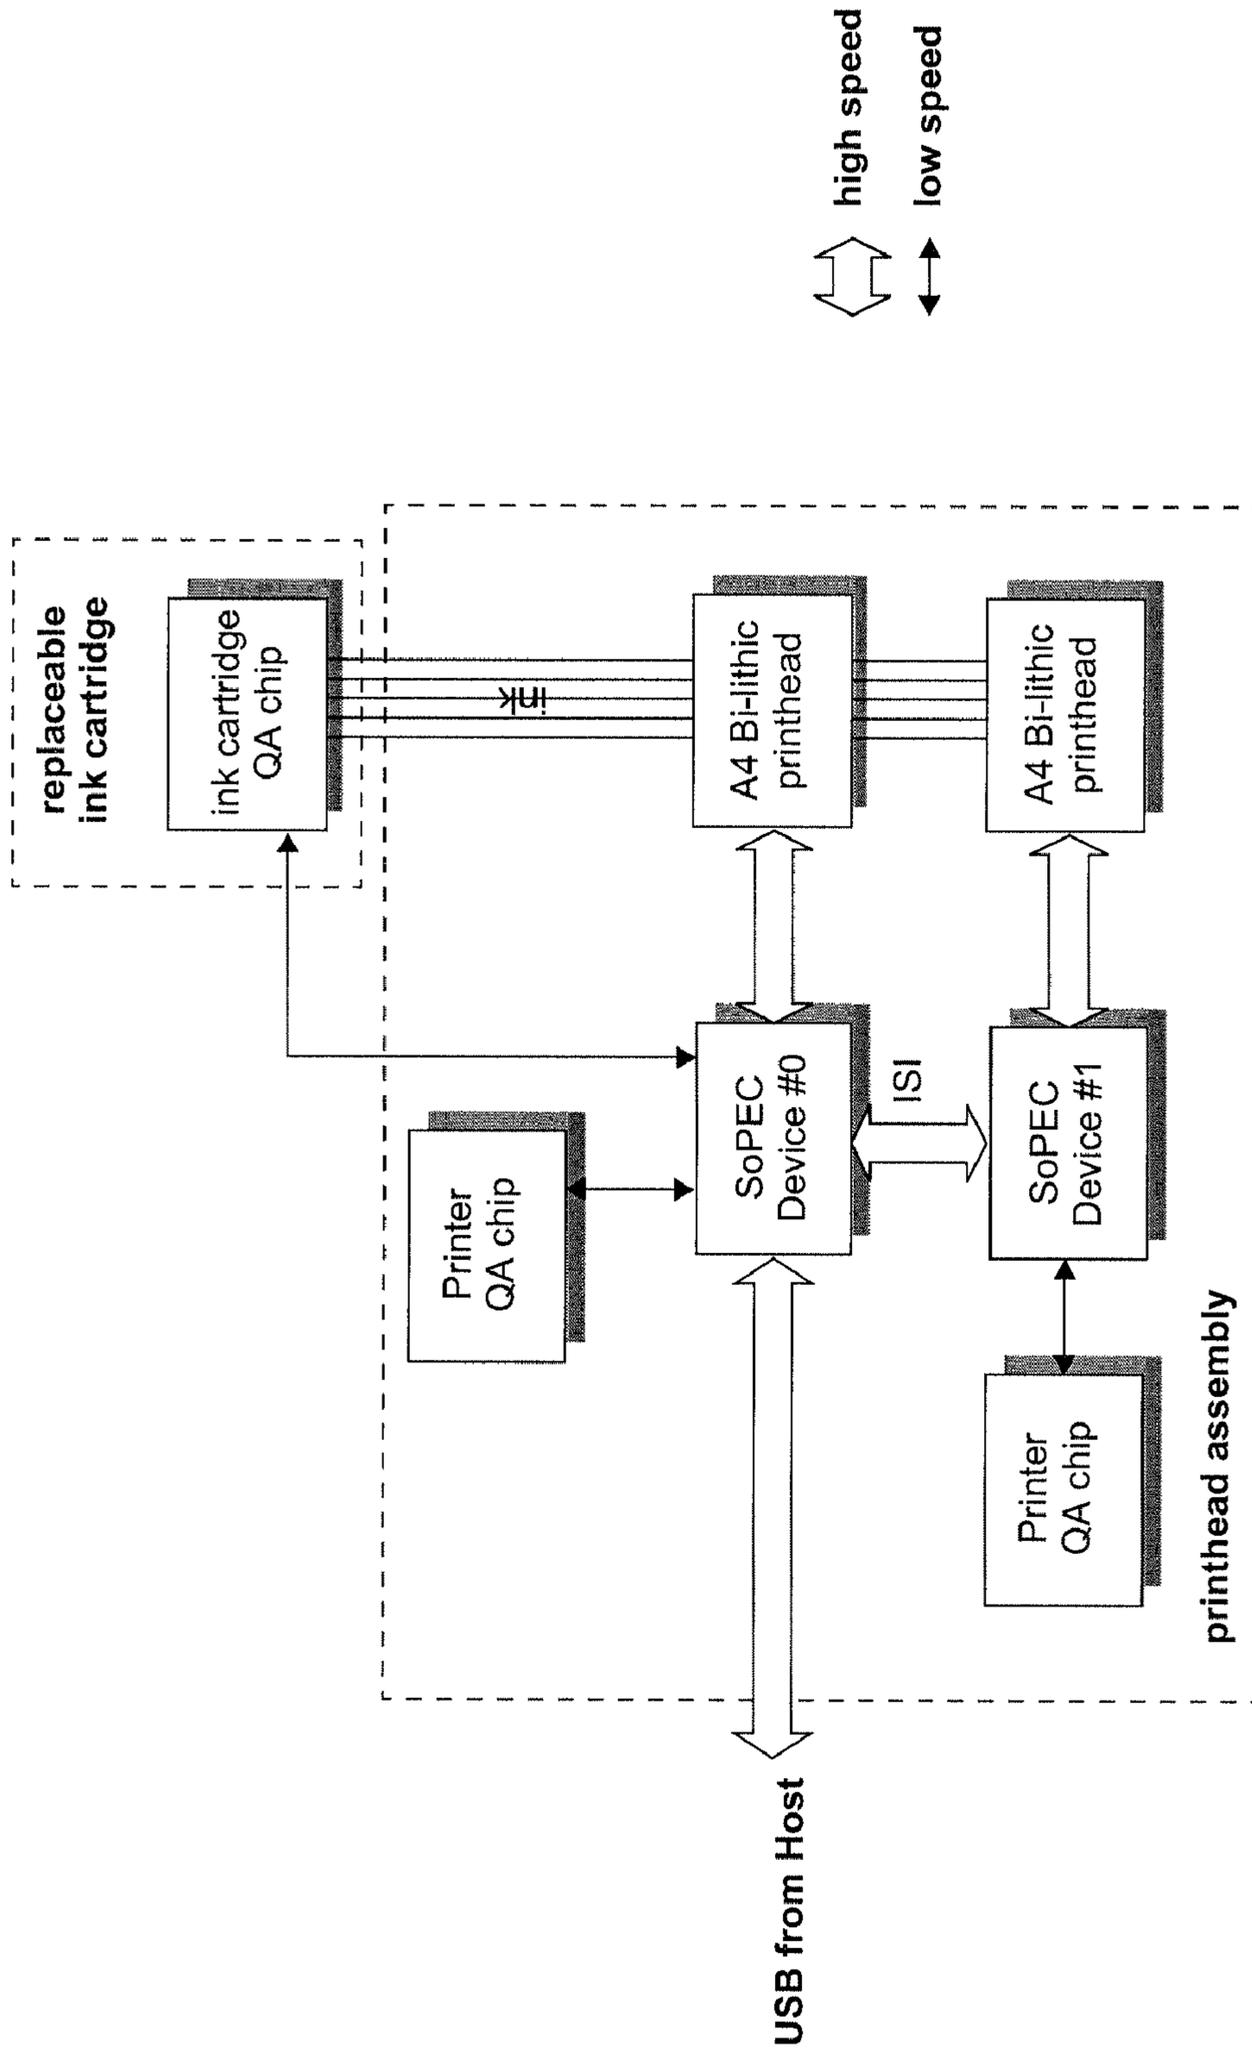 replaceable
ink cartridge
ink cartridge
QA chip
ink
Printer
QA chip
USB from Host
SoPEC
Device #0
A4 Bi-lithic
printhead
ISI
high speed
low speed
Printer
QA chip
SoPEC
Device #1
A4 Bi-lithic
printhead
printhead assembly